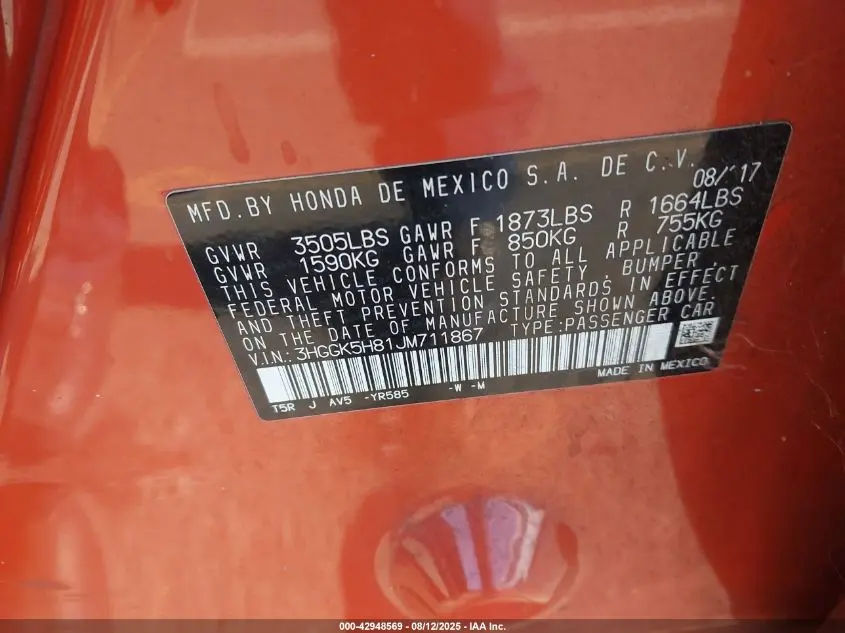 MFD.BY HONDA DE MEXICO S.A. DE C.V.
08/'17
GVWR 3505LBS GAWR F 1873LBS R 1664LBS
GVWR 1590KG GAWR F 850KG R 755KG
THIS VEHICLE CONFORMS TO ALL APPLICABLE
FEDERAL MOTOR VEHICLE SAFETY, BUMPER,
AND THEFT PREVENTION STANDARDS IN EFFECT
ON THE DATE OF MANUFACTURE SHOWN ABOVE.
V.I.N.: 3HGGK5H81JM711867 TYPE:PASSENGER CAR
MADE IN MEXICO
T5R J AV5 -YR585 -W -M
000-42948569 - 08/12/2025 - IAA Inc.